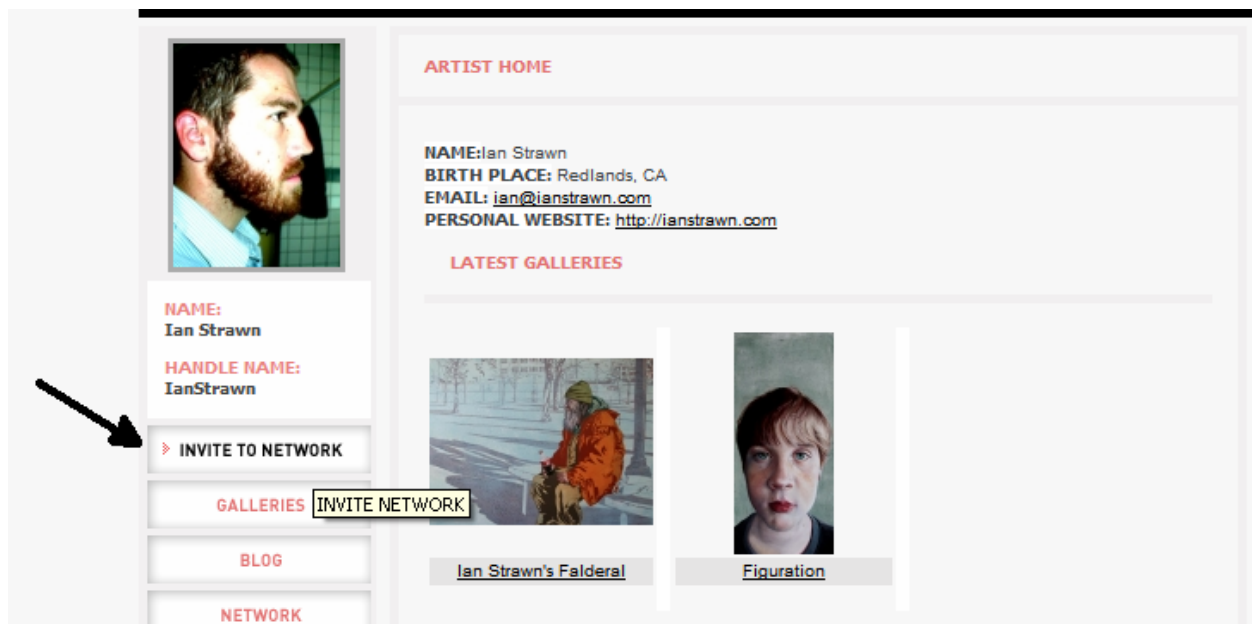 ARTIST HOME
NAME:Ian Strawn
BIRTH PLACE: Redlands, CA
EMAIL: ian@ianstrawn.com
PERSONAL WEBSITE: http://ianstrawn.com
LATEST GALLERIES
Ian Strawn's Falderal
Figuration
NAME:
Ian Strawn
HANDLE NAME:
IanStrawn
INVITE TO NETWORK
GALLERIES
INVITE NETWORK
BLOG
NETWORK